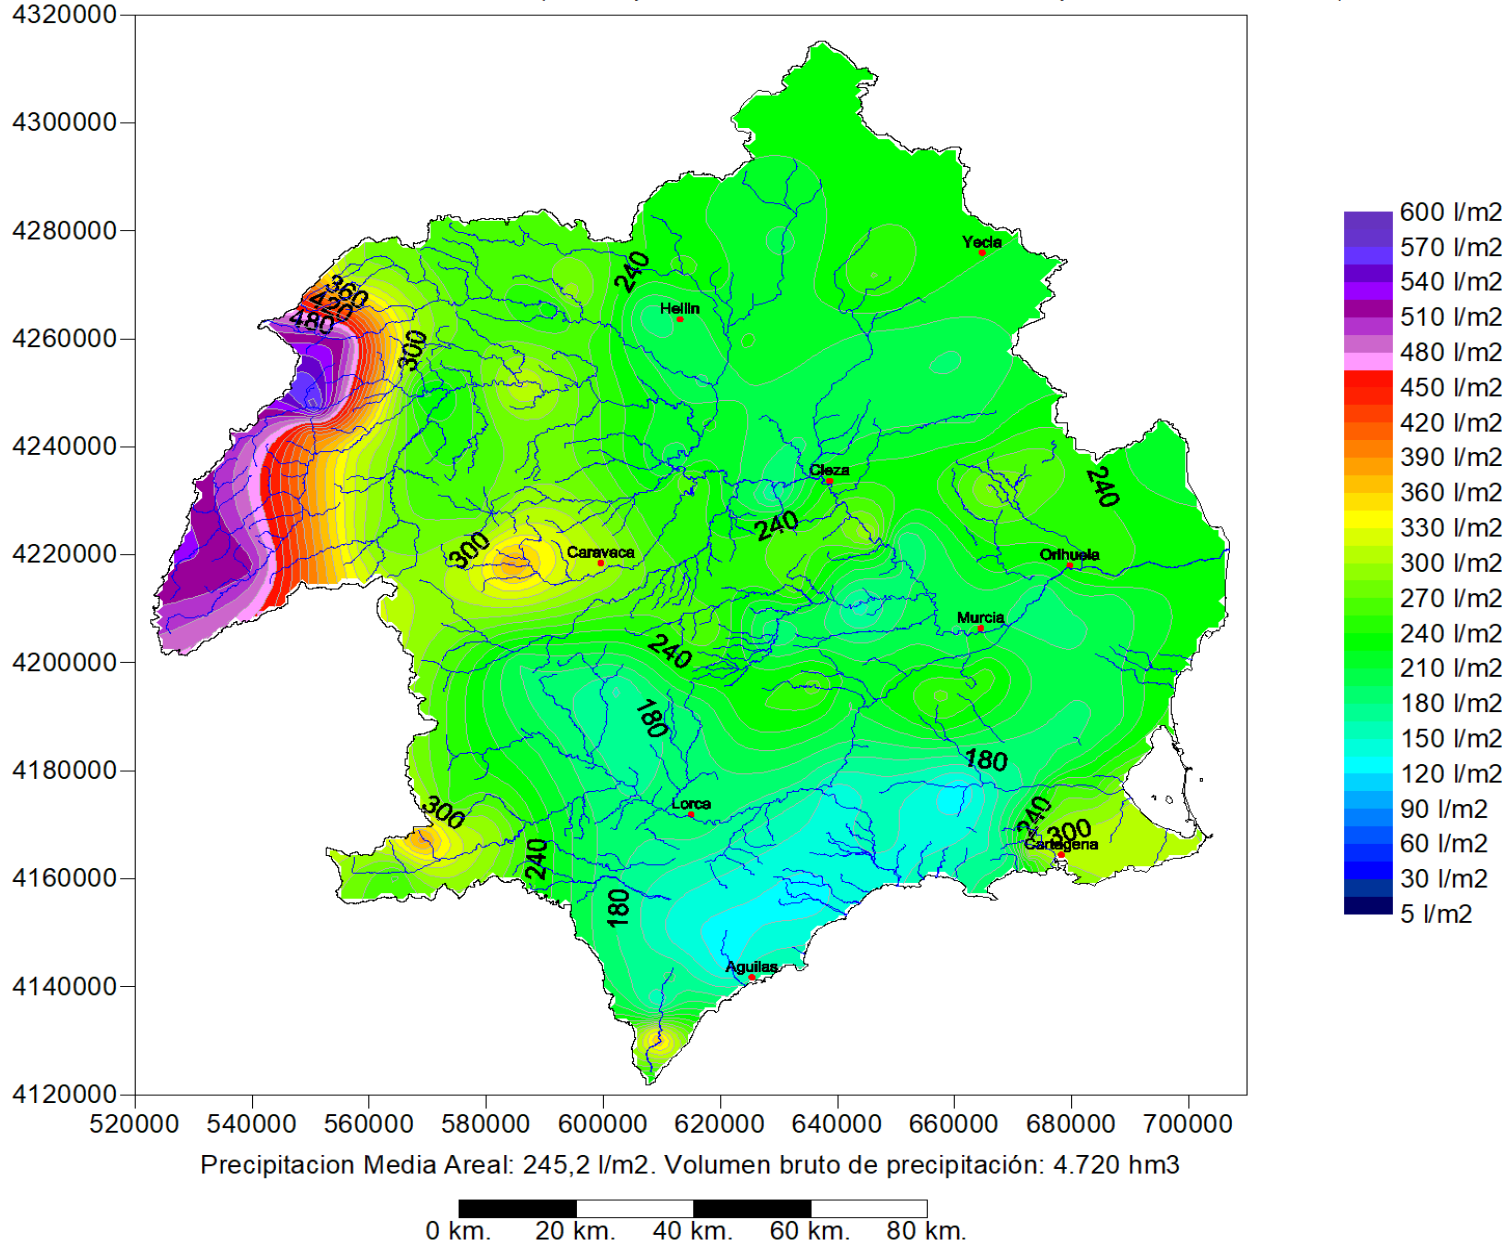 4320000
4300000
4280000
4260000
4240000
4220000
4200000
4180000
4160000
4140000
4120000
520000 540000 560000 580000 600000 620000 640000 660000 680000 700000
Yecla
240
Hellin
360
420
480
300
Cieza
240
240
300
Caravaca
Orihuela
Murcia
240
180
180
300
Lorca
240
300
Cartagena
240
180
Aguilas
600 l/m2
570 l/m2
540 l/m2
510 l/m2
480 l/m2
450 l/m2
420 l/m2
390 l/m2
360 l/m2
330 l/m2
300 l/m2
270 l/m2
240 l/m2
210 l/m2
180 l/m2
150 l/m2
120 l/m2
90 l/m2
60 l/m2
30 l/m2
5 l/m2
Precipitacion Media Areal: 245,2 l/m2. Volumen bruto de precipitación: 4.720 hm3
0 km. 20 km. 40 km. 60 km. 80 km.